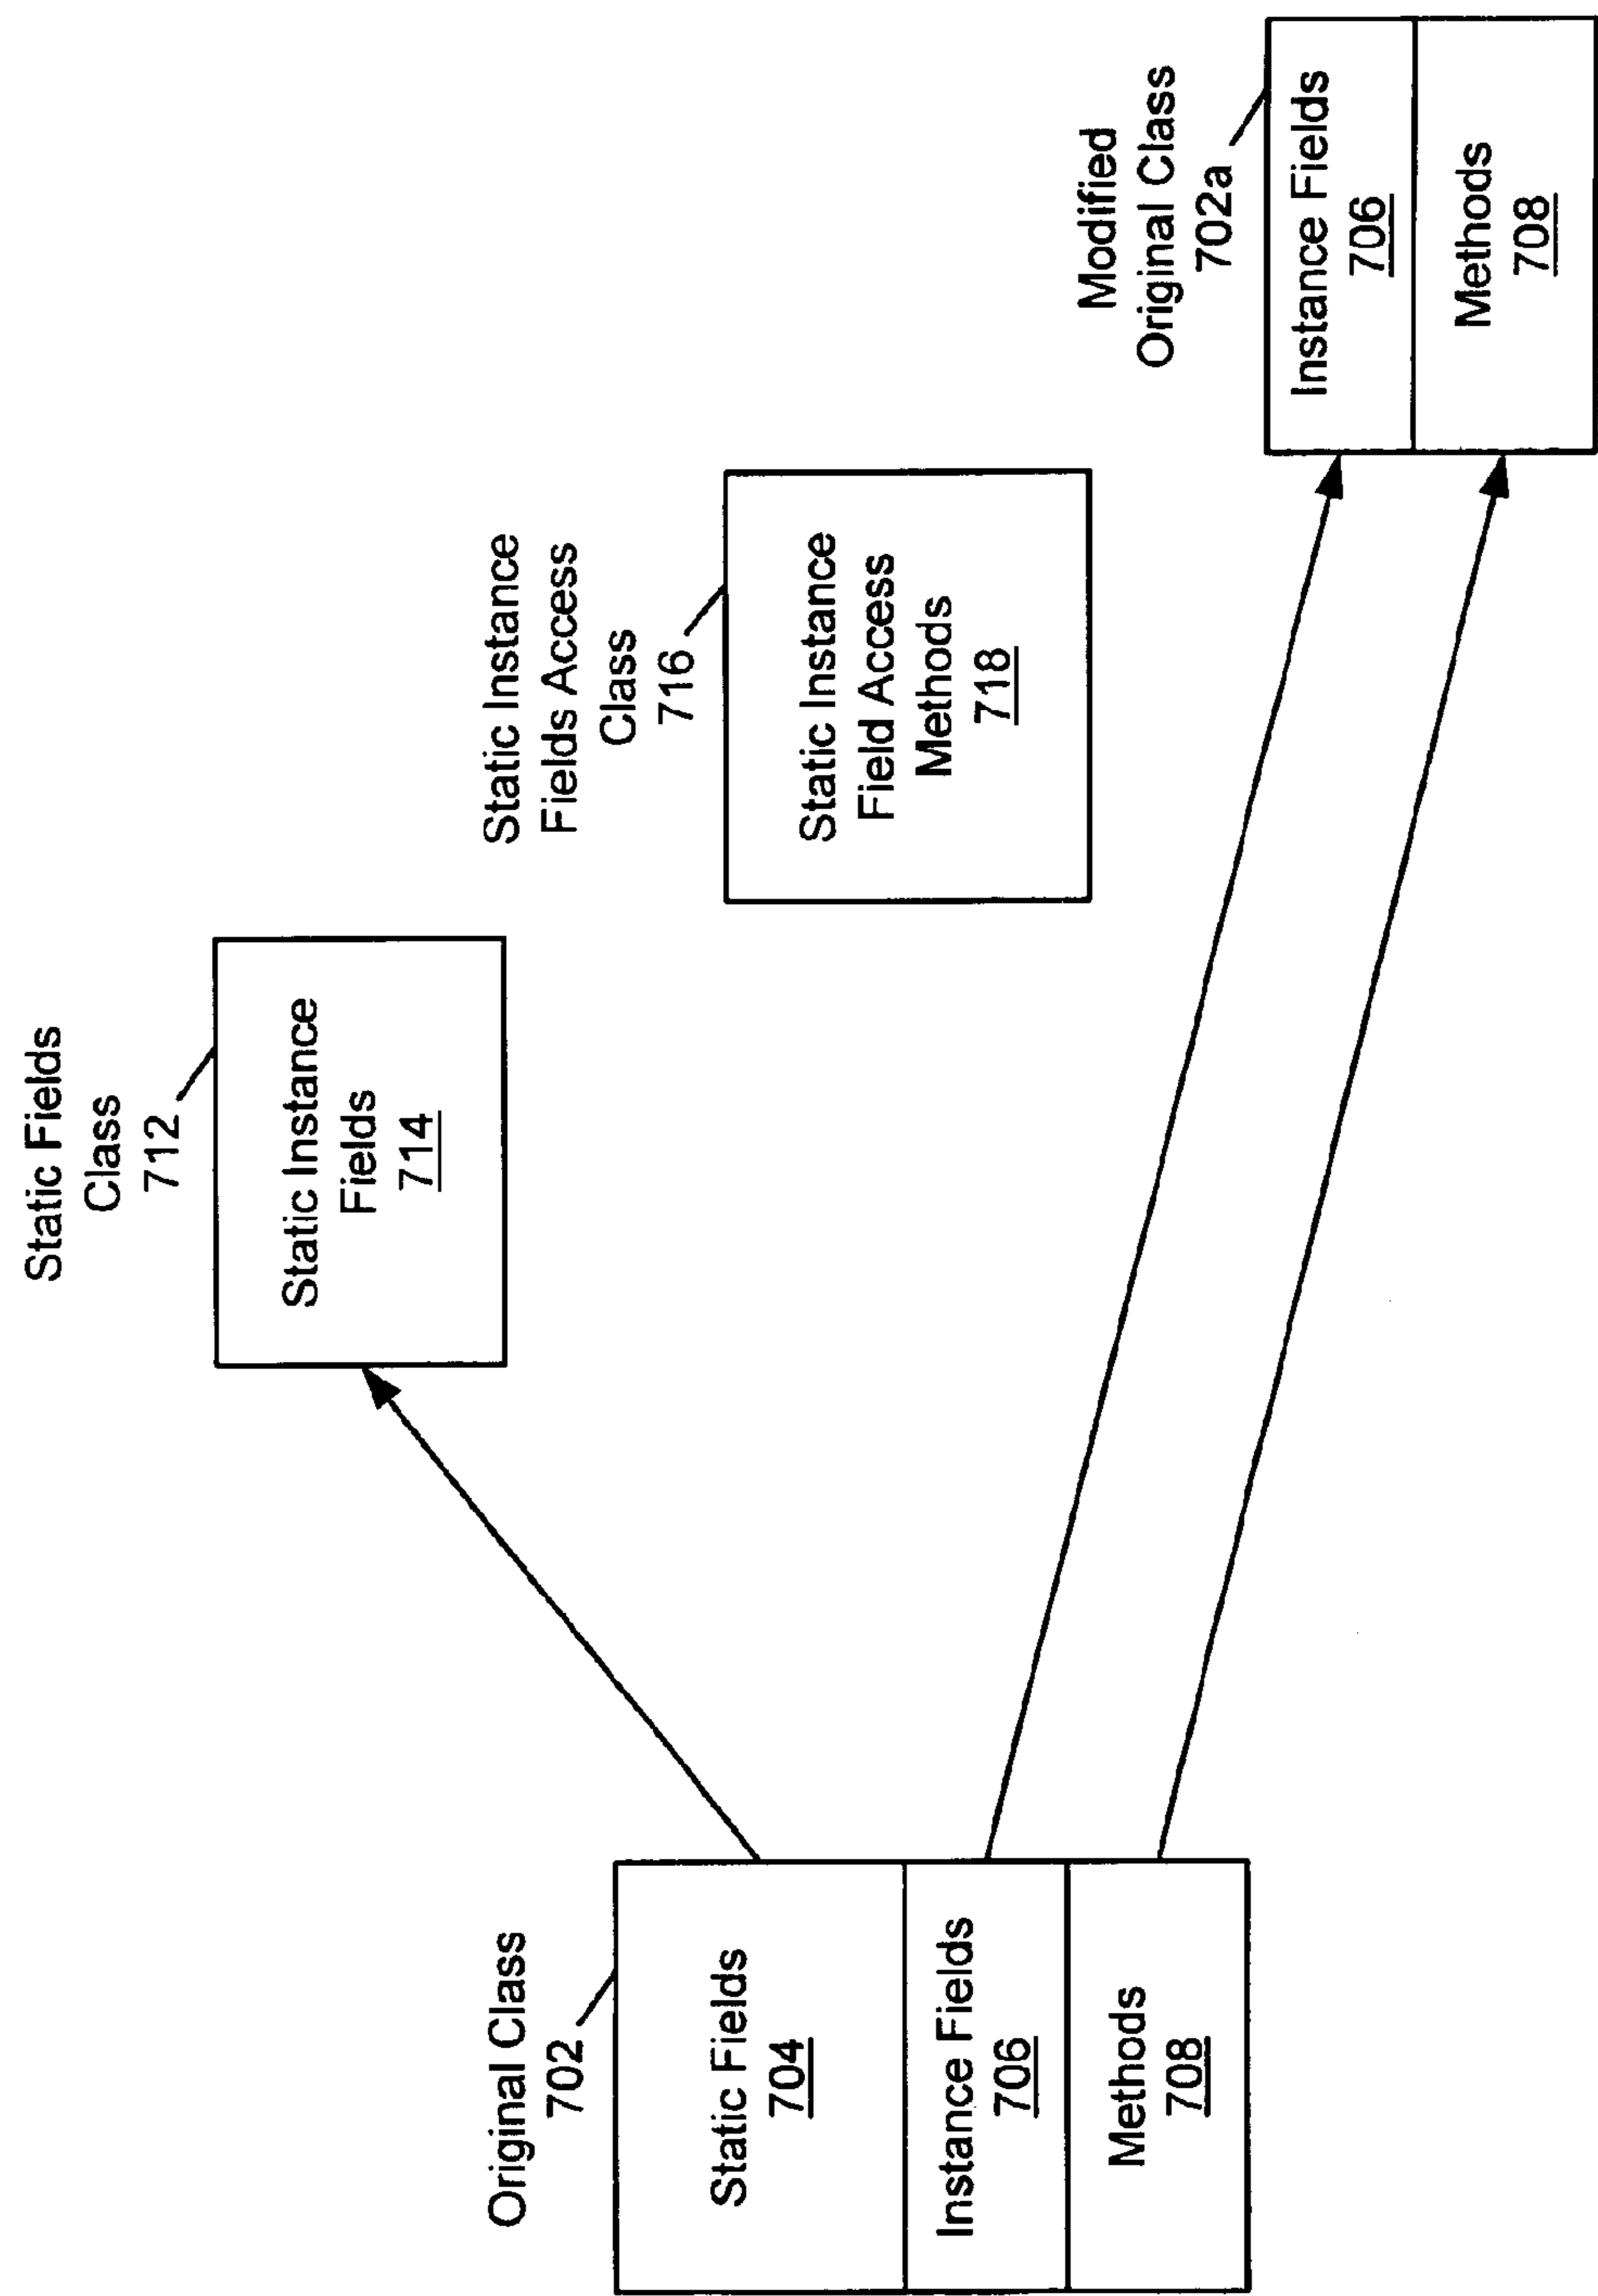 Original Class
702
Static Fields
704
Instance Fields
706
Methods
708
Static Fields
Class
712
Static Instance
Fields
714
Static Instance
Fields Access
Class
716
Static Instance
Field Access
Methods
718
Modified
Original Class
702a
Instance Fields
706
Methods
708